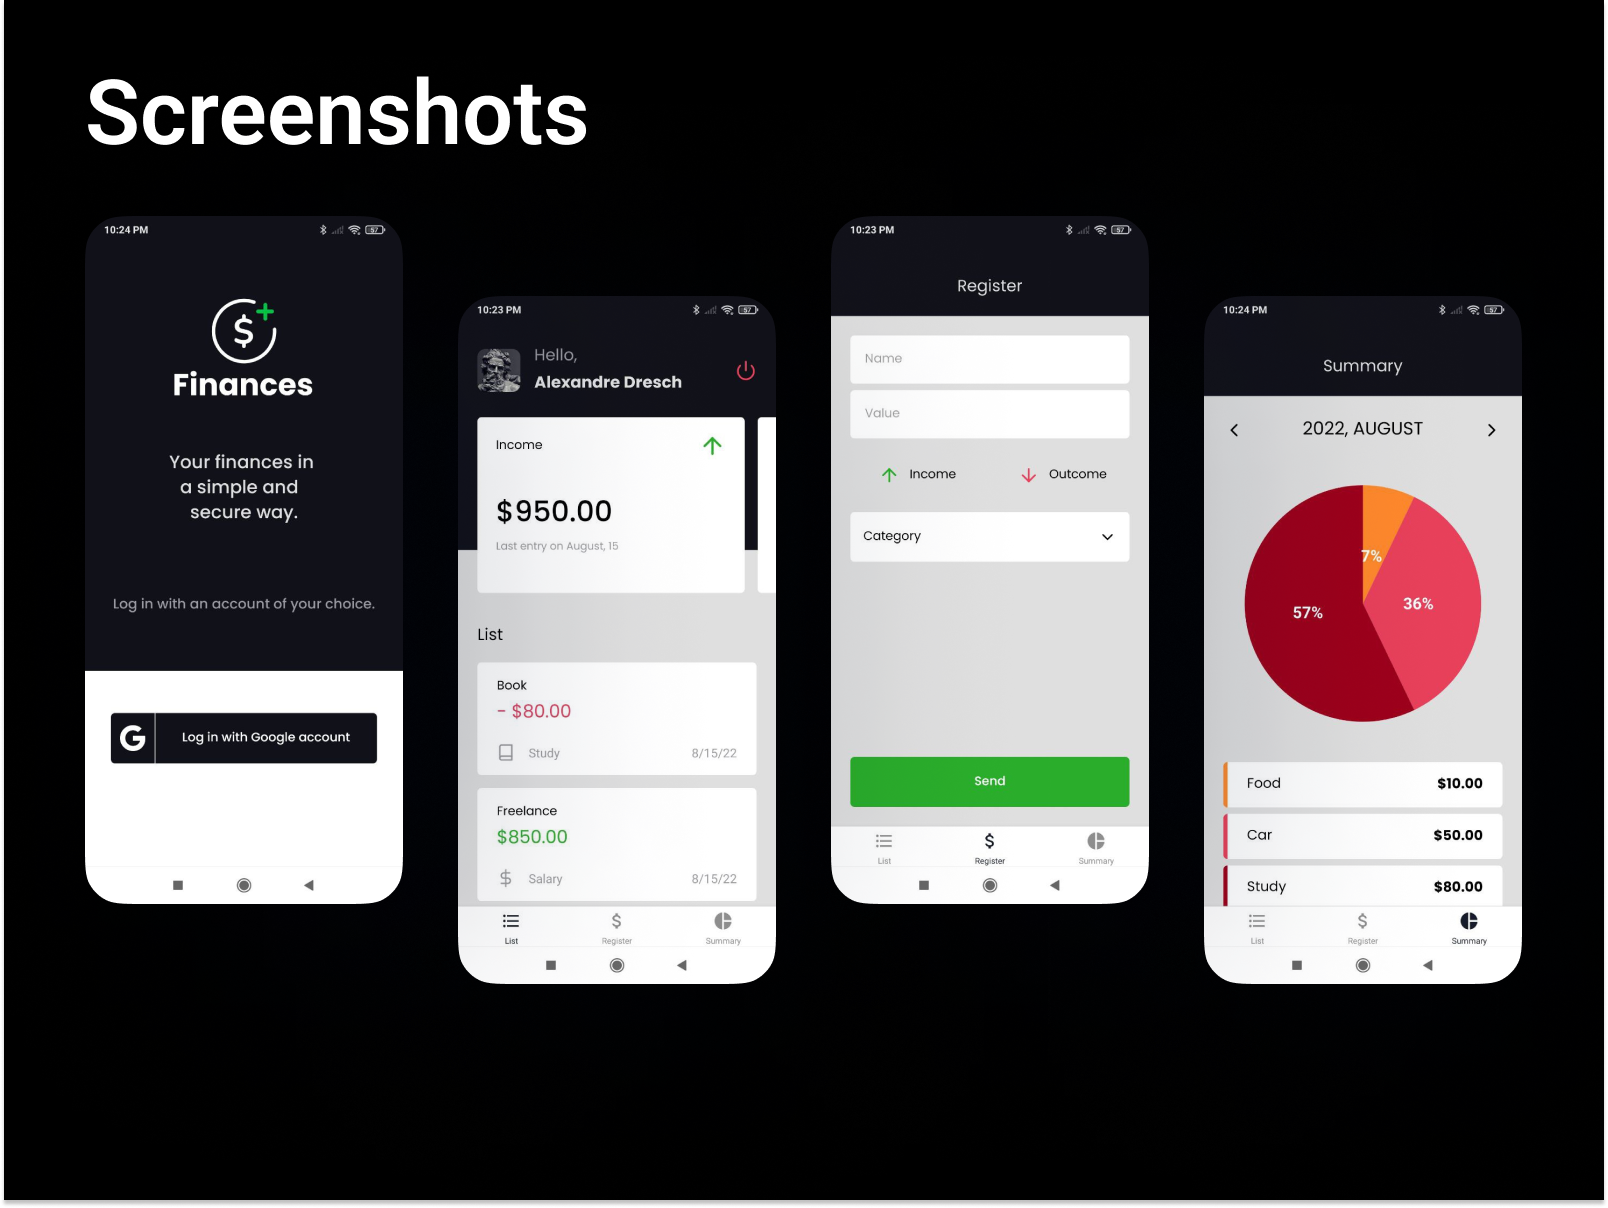 Screenshots
10:24 PM
57
Finances
Your finances in
a simple and
secure way.
Log in with an account of your choice.
G
Log in with Google account
10:23 PM
57
Hello,
Alexandre Dresch
Income
$950.00
Last entry on August, 15
List
Book
- $80.00
Study 8/15/22
Freelance
$850.00
Salary 8/15/22
List Register Summary
10:23 PM
57
Register
Name
Value
Income Outcome
Category
Send
List Register Summary
10:24 PM
57
Summary
2022, AUGUST
7%
36%
57%
Food $10.00
Car $50.00
Study $80.00
List Register Summary